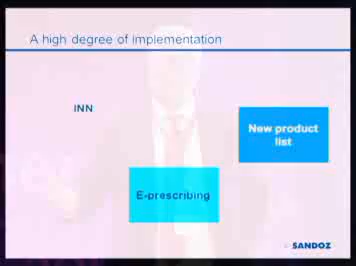 A high degree of implementation
INN
New product
list
E-prescribing
SANDOZ